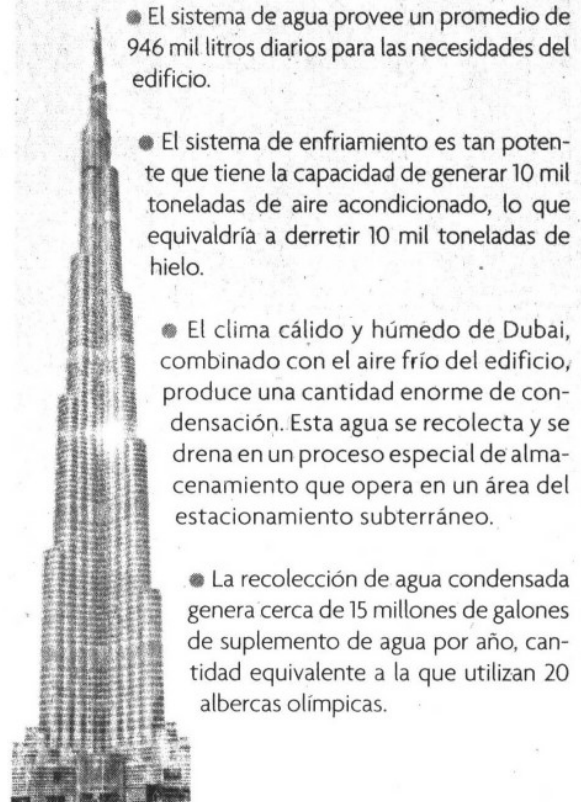 ● El sistema de agua provee un promedio de
946 mil litros diarios para las necesidades del
edificio.
● El sistema de enfriamiento es tan poten-
te que tiene la capacidad de generar 10 mil
toneladas de aire acondicionado, lo que
equivaldría a derretir 10 mil toneladas de
hielo.
● El clima cálido y húmedo de Dubai,
combinado con el aire frío del edificio,
produce una cantidad enorme de con-
densación. Esta agua se recolecta y se
drena en un proceso especial de alma-
cenamiento que opera en un área del
estacionamiento subterráneo.
● La recolección de agua condensada
genera cerca de 15 millones de galones
de suplemento de agua por año, can-
tidad equivalente a la que utilizan 20
albercas olímpicas.